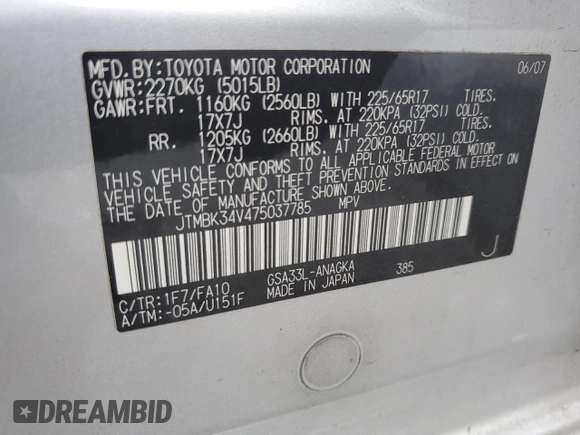 MFD.BY:TOYOTA MOTOR CORPORATION 06/07
GVWR:2270KG (5015LB)
GAWR:FRT. 1160KG (2560LB) WITH 225/65R17 TIRES.
17X7J RIMS. AT 220KPA (32PSI) COLD.
RR. 1205KG (2660LB) WITH 225/65R17 TIRES.
17X7J RIMS. AT 220KPA (32PSI) COLD.
THIS VEHICLE CONFORMS TO ALL APPLICABLE FEDERAL MOTOR
VEHICLE SAFETY AND THEFT PREVENTION STANDARDS IN EFFECT
ON THE DATE OF MANUFACTURE SHOWN ABOVE.
JTMBK34V475037785 MPV
C/TR:1F7/FA10 GSA33L-ANAGKA 385 J
A/TM:-05A/U151F MADE IN JAPAN
DREAMBID